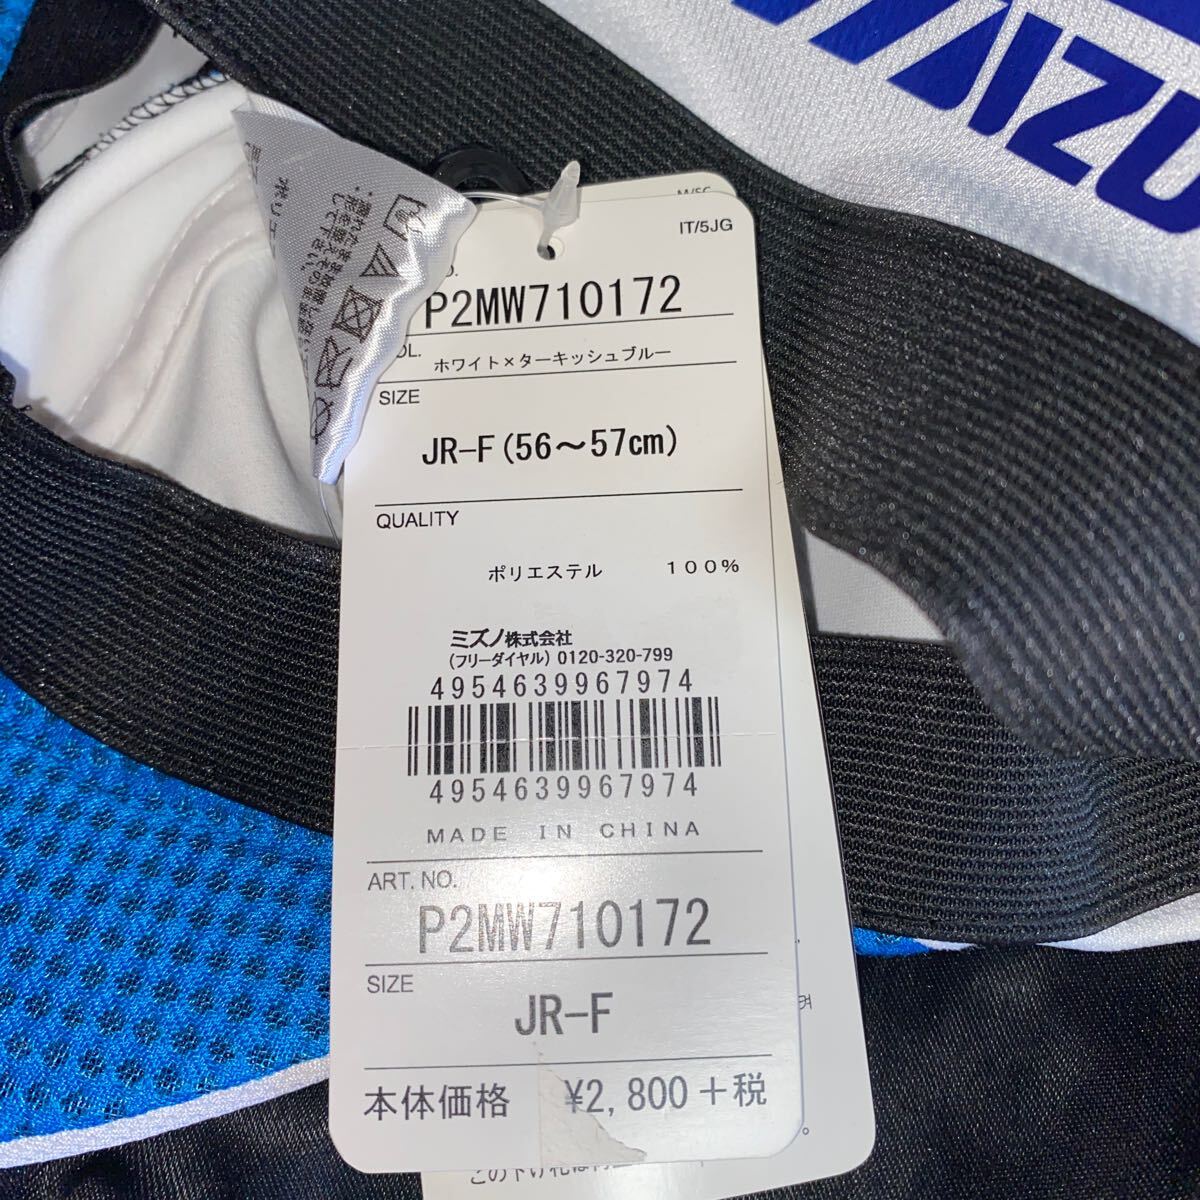 IT/5JG
P2MW710172
ホワイト×ターキッシュブルー
SIZE
JR-F(56～57cm)
QUALITY
ポリエステル 100%
ミズノ株式会社
(フリーダイヤル) 0120-320-799
4954639967974
4954639967974
MADE IN CHINA
ART. NO.
P2MW710172
SIZE
JR-F
本体価格 ¥2,800+税